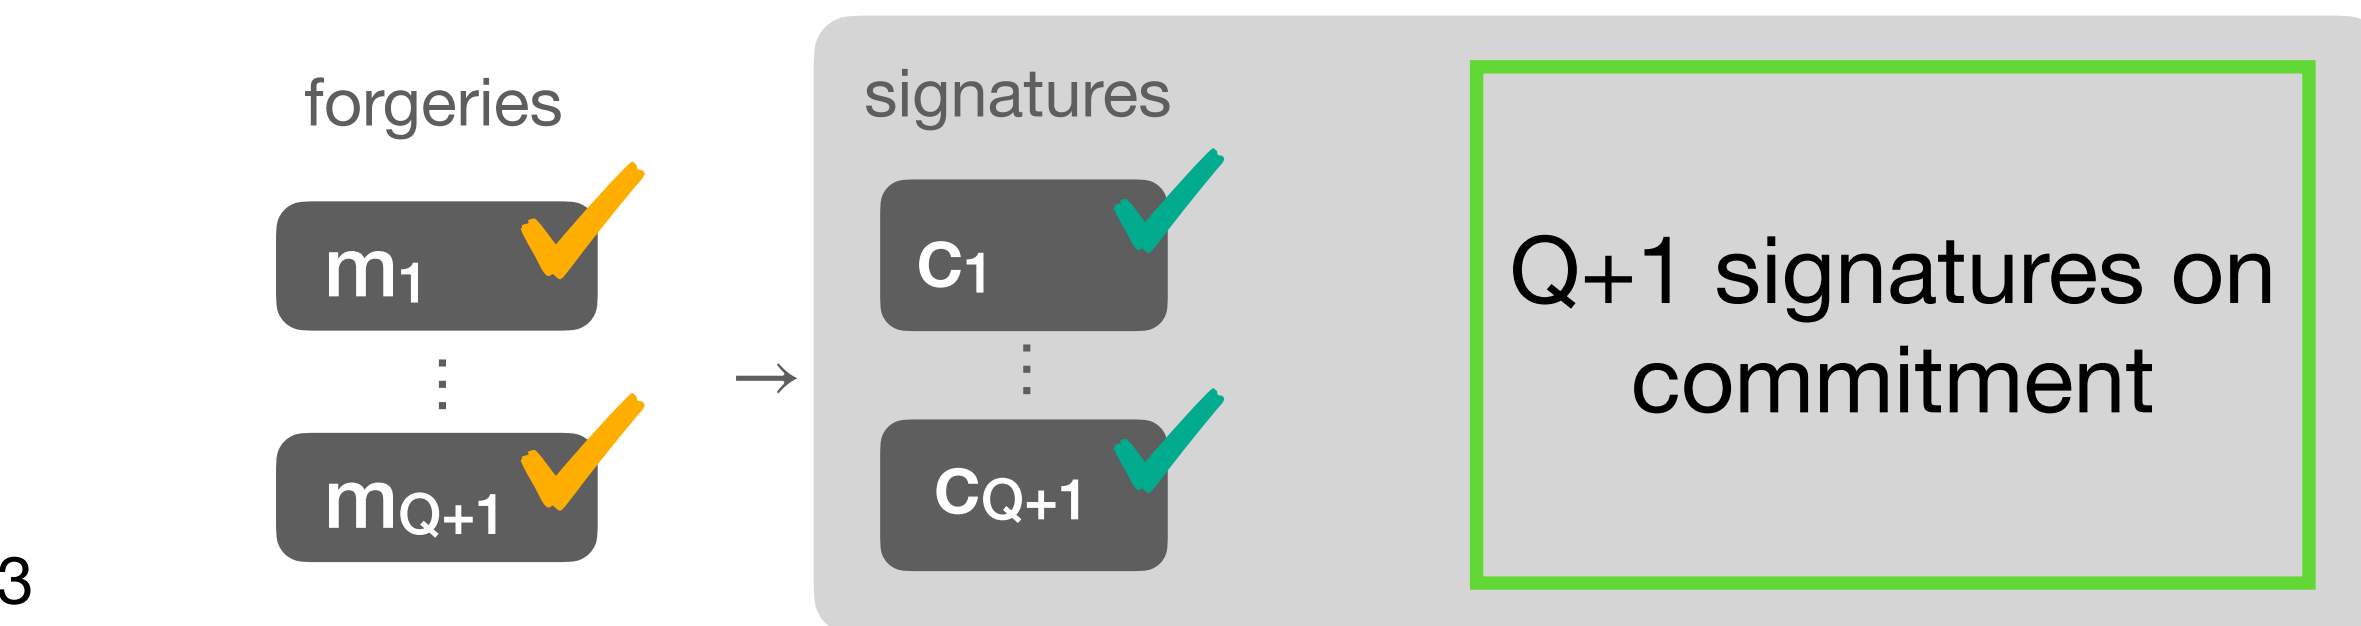 forgeries
m1
⋮
mQ+1
→
signatures
c1
⋮
cQ+1
Q+1 signatures on
commitment
3